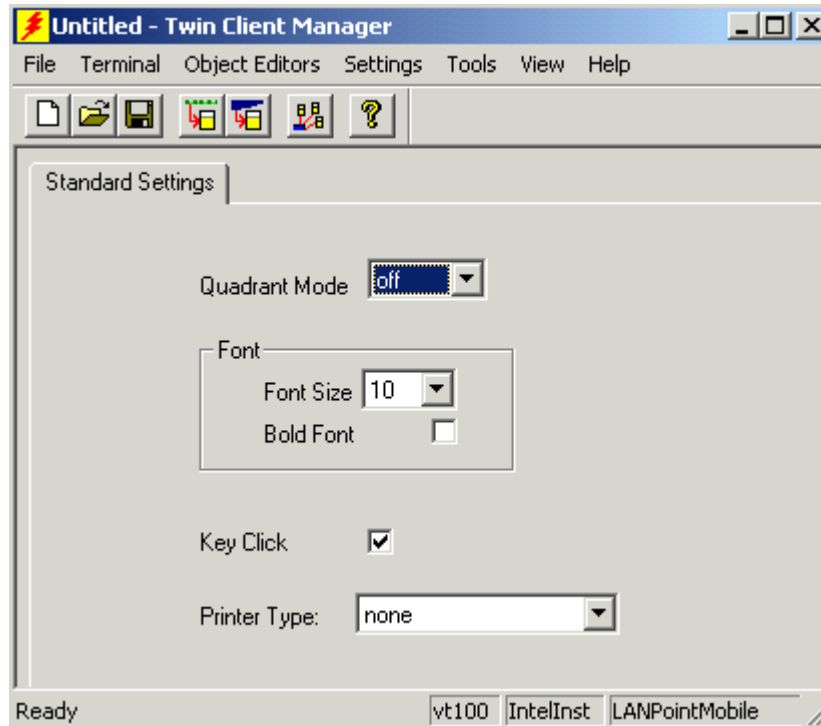 Untitled - Twin Client Manager
File Terminal Object Editors Settings Tools View Help
?
Standard Settings
Quadrant Mode off
Font
Font Size 10
Bold Font
Key Click
Printer Type: none
Ready vt100 IntelInst LANPointMobile